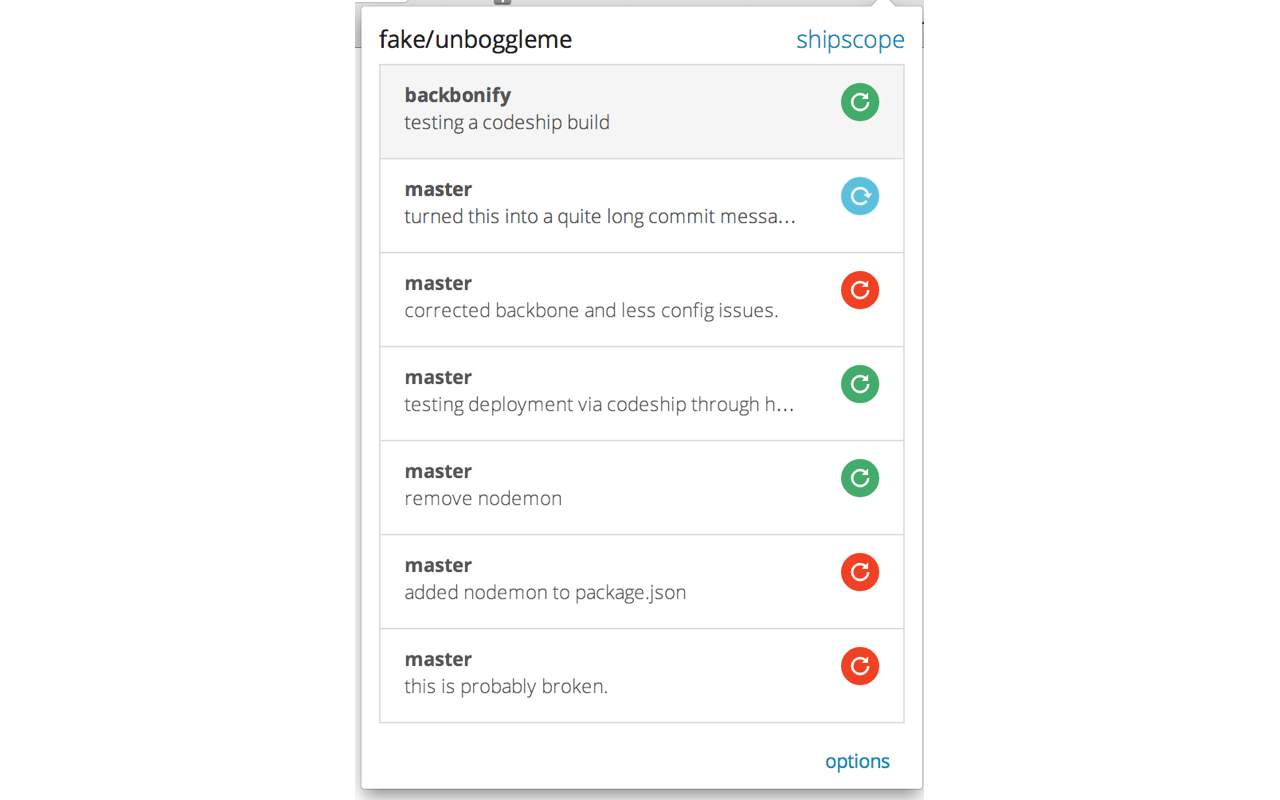 fake/unboggleme
shipscope
backbonify
testing a codeship build
master
turned this into a quite long commit messa...
master
corrected backbone and less config issues.
master
testing deployment via codeship through h...
master
remove nodemon
master
added nodemon to package.json
master
this is probably broken.
options